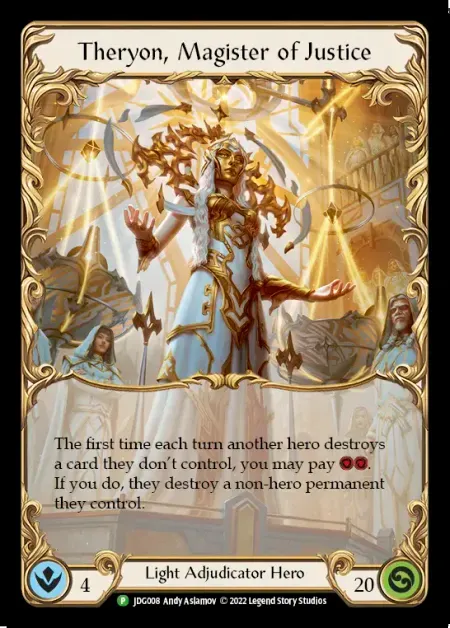 Theryon, Magister of Justice
The first time each turn another hero destroys
a card they don't control, you may pay
If you do, they destroy a non-hero permanent
they control.
4
Light Adjudicator Hero
20
P JDG008 Andy Aslamov © 2022 Legend Story Studios